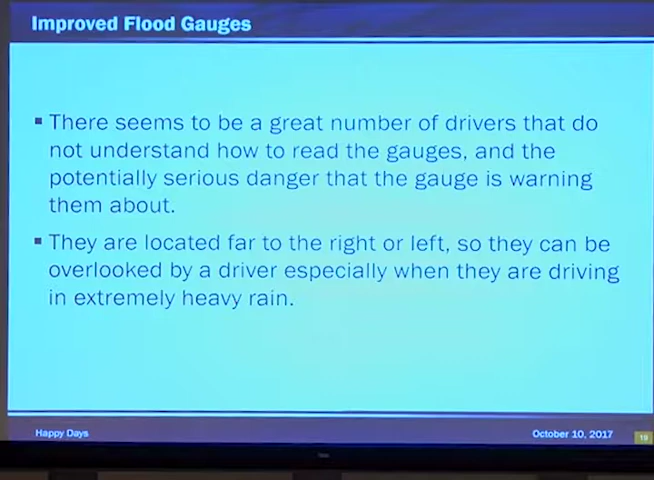 Improved Flood Gauges
▪ There seems to be a great number of drivers that do
not understand how to read the gauges, and the
potentially serious danger that the gauge is warning
them about.
▪ They are located far to the right or left, so they can be
overlooked by a driver especially when they are driving
in extremely heavy rain.
Happy Days
October 10, 2017
19